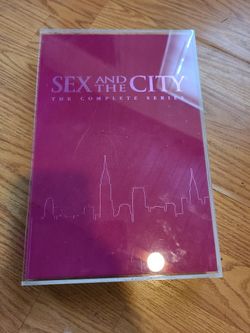 SEX AND THE CITY
THE COMPLETE SERIES